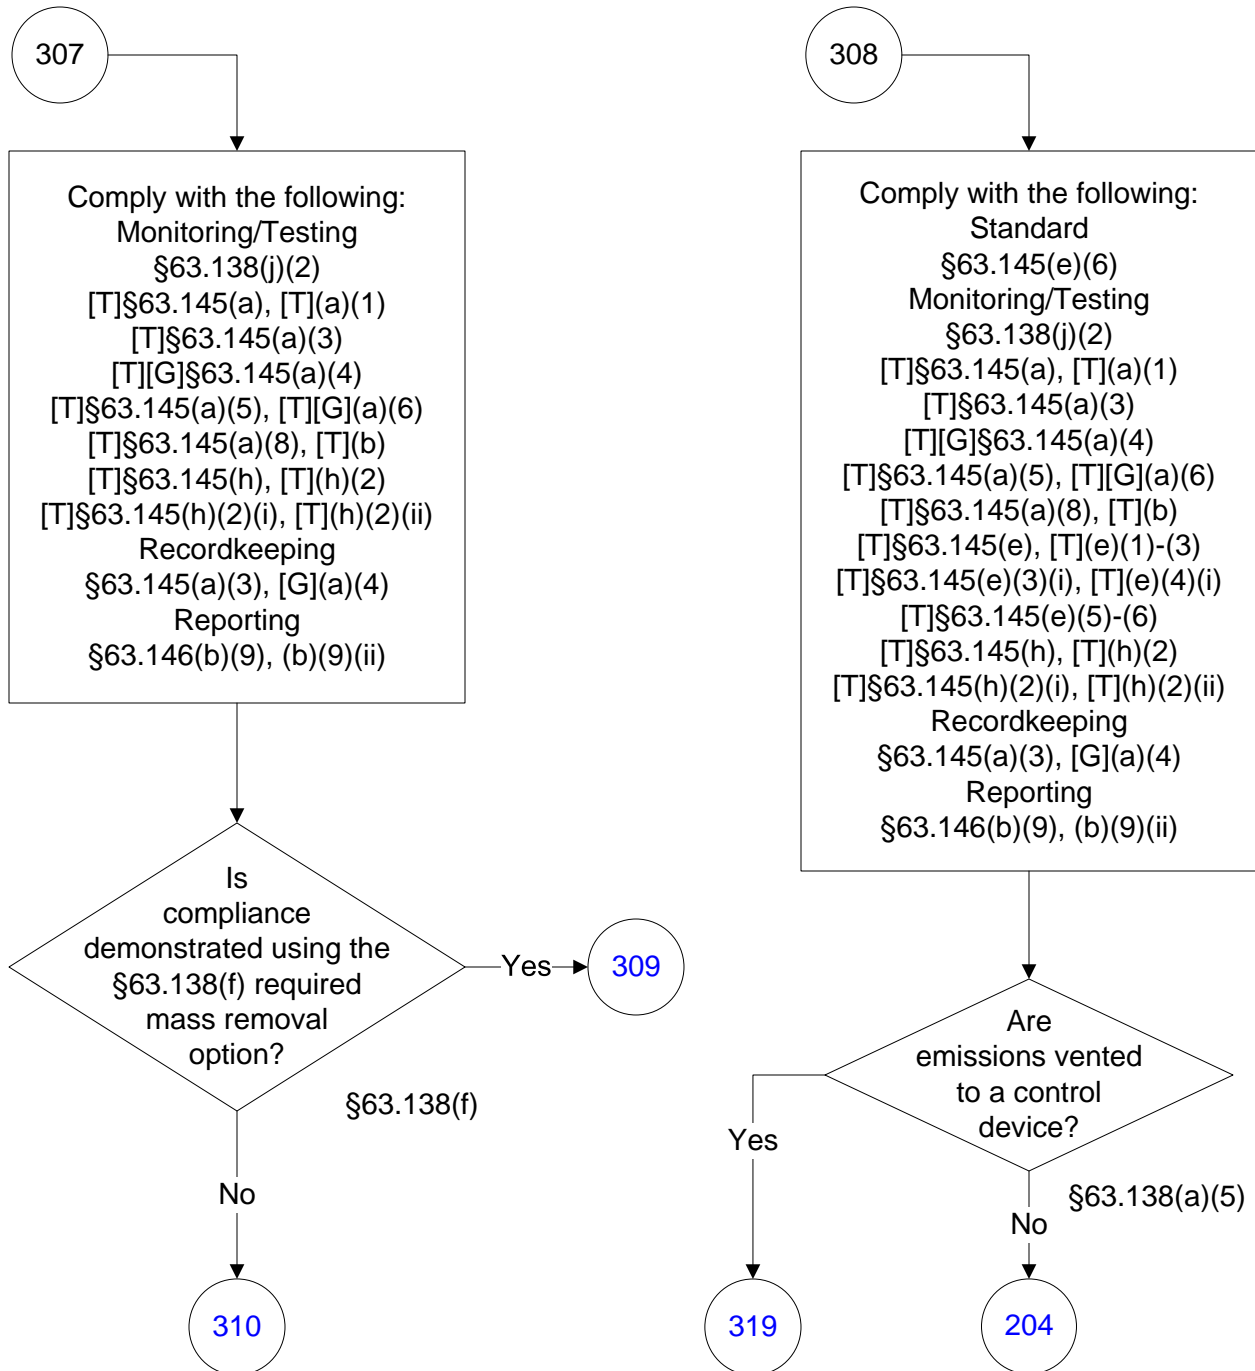 307
Comply with the following:
Monitoring/Testing
§63.138(j)(2)
[T]§63.145(a), [T](a)(1)
[T]§63.145(a)(3)
[T][G]§63.145(a)(4)
[T]§63.145(a)(5), [T][G](a)(6)
[T]§63.145(a)(8), [T](b)
[T]§63.145(h), [T](h)(2)
[T]§63.145(h)(2)(i), [T](h)(2)(ii)
Recordkeeping
§63.145(a)(3), [G](a)(4)
Reporting
§63.146(b)(9), (b)(9)(ii)
Is
compliance
demonstrated using the
§63.138(f) required
mass removal
option?
Yes
309
§63.138(f)
No
310
308
Comply with the following:
Standard
§63.145(e)(6)
Monitoring/Testing
§63.138(j)(2)
[T]§63.145(a), [T](a)(1)
[T]§63.145(a)(3)
[T][G]§63.145(a)(4)
[T]§63.145(a)(5), [T][G](a)(6)
[T]§63.145(a)(8), [T](b)
[T]§63.145(e), [T](e)(1)-(3)
[T]§63.145(e)(3)(i), [T](e)(4)(i)
[T]§63.145(e)(5)-(6)
[T]§63.145(h), [T](h)(2)
[T]§63.145(h)(2)(i), [T](h)(2)(ii)
Recordkeeping
§63.145(a)(3), [G](a)(4)
Reporting
§63.146(b)(9), (b)(9)(ii)
Are
emissions vented
to a control
device?
Yes
§63.138(a)(5)
No
319
204